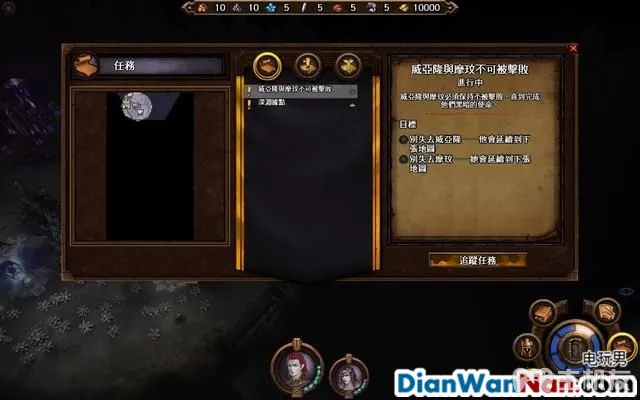 10 10 5 5 5 5 10000
任務
威亞隆與摩玟不可被擊敗
深淵據點
威亞隆與摩玟不可被擊敗
進行中
威亞隆與摩玟必須保持不被擊敗，直到完成
他們黑暗的使命。
目標
別失去威亞隆——他會延續到下
張地圖
別失去摩玟——她會延續到下張
地圖
追蹤任務
电玩男
DianWanNan.com